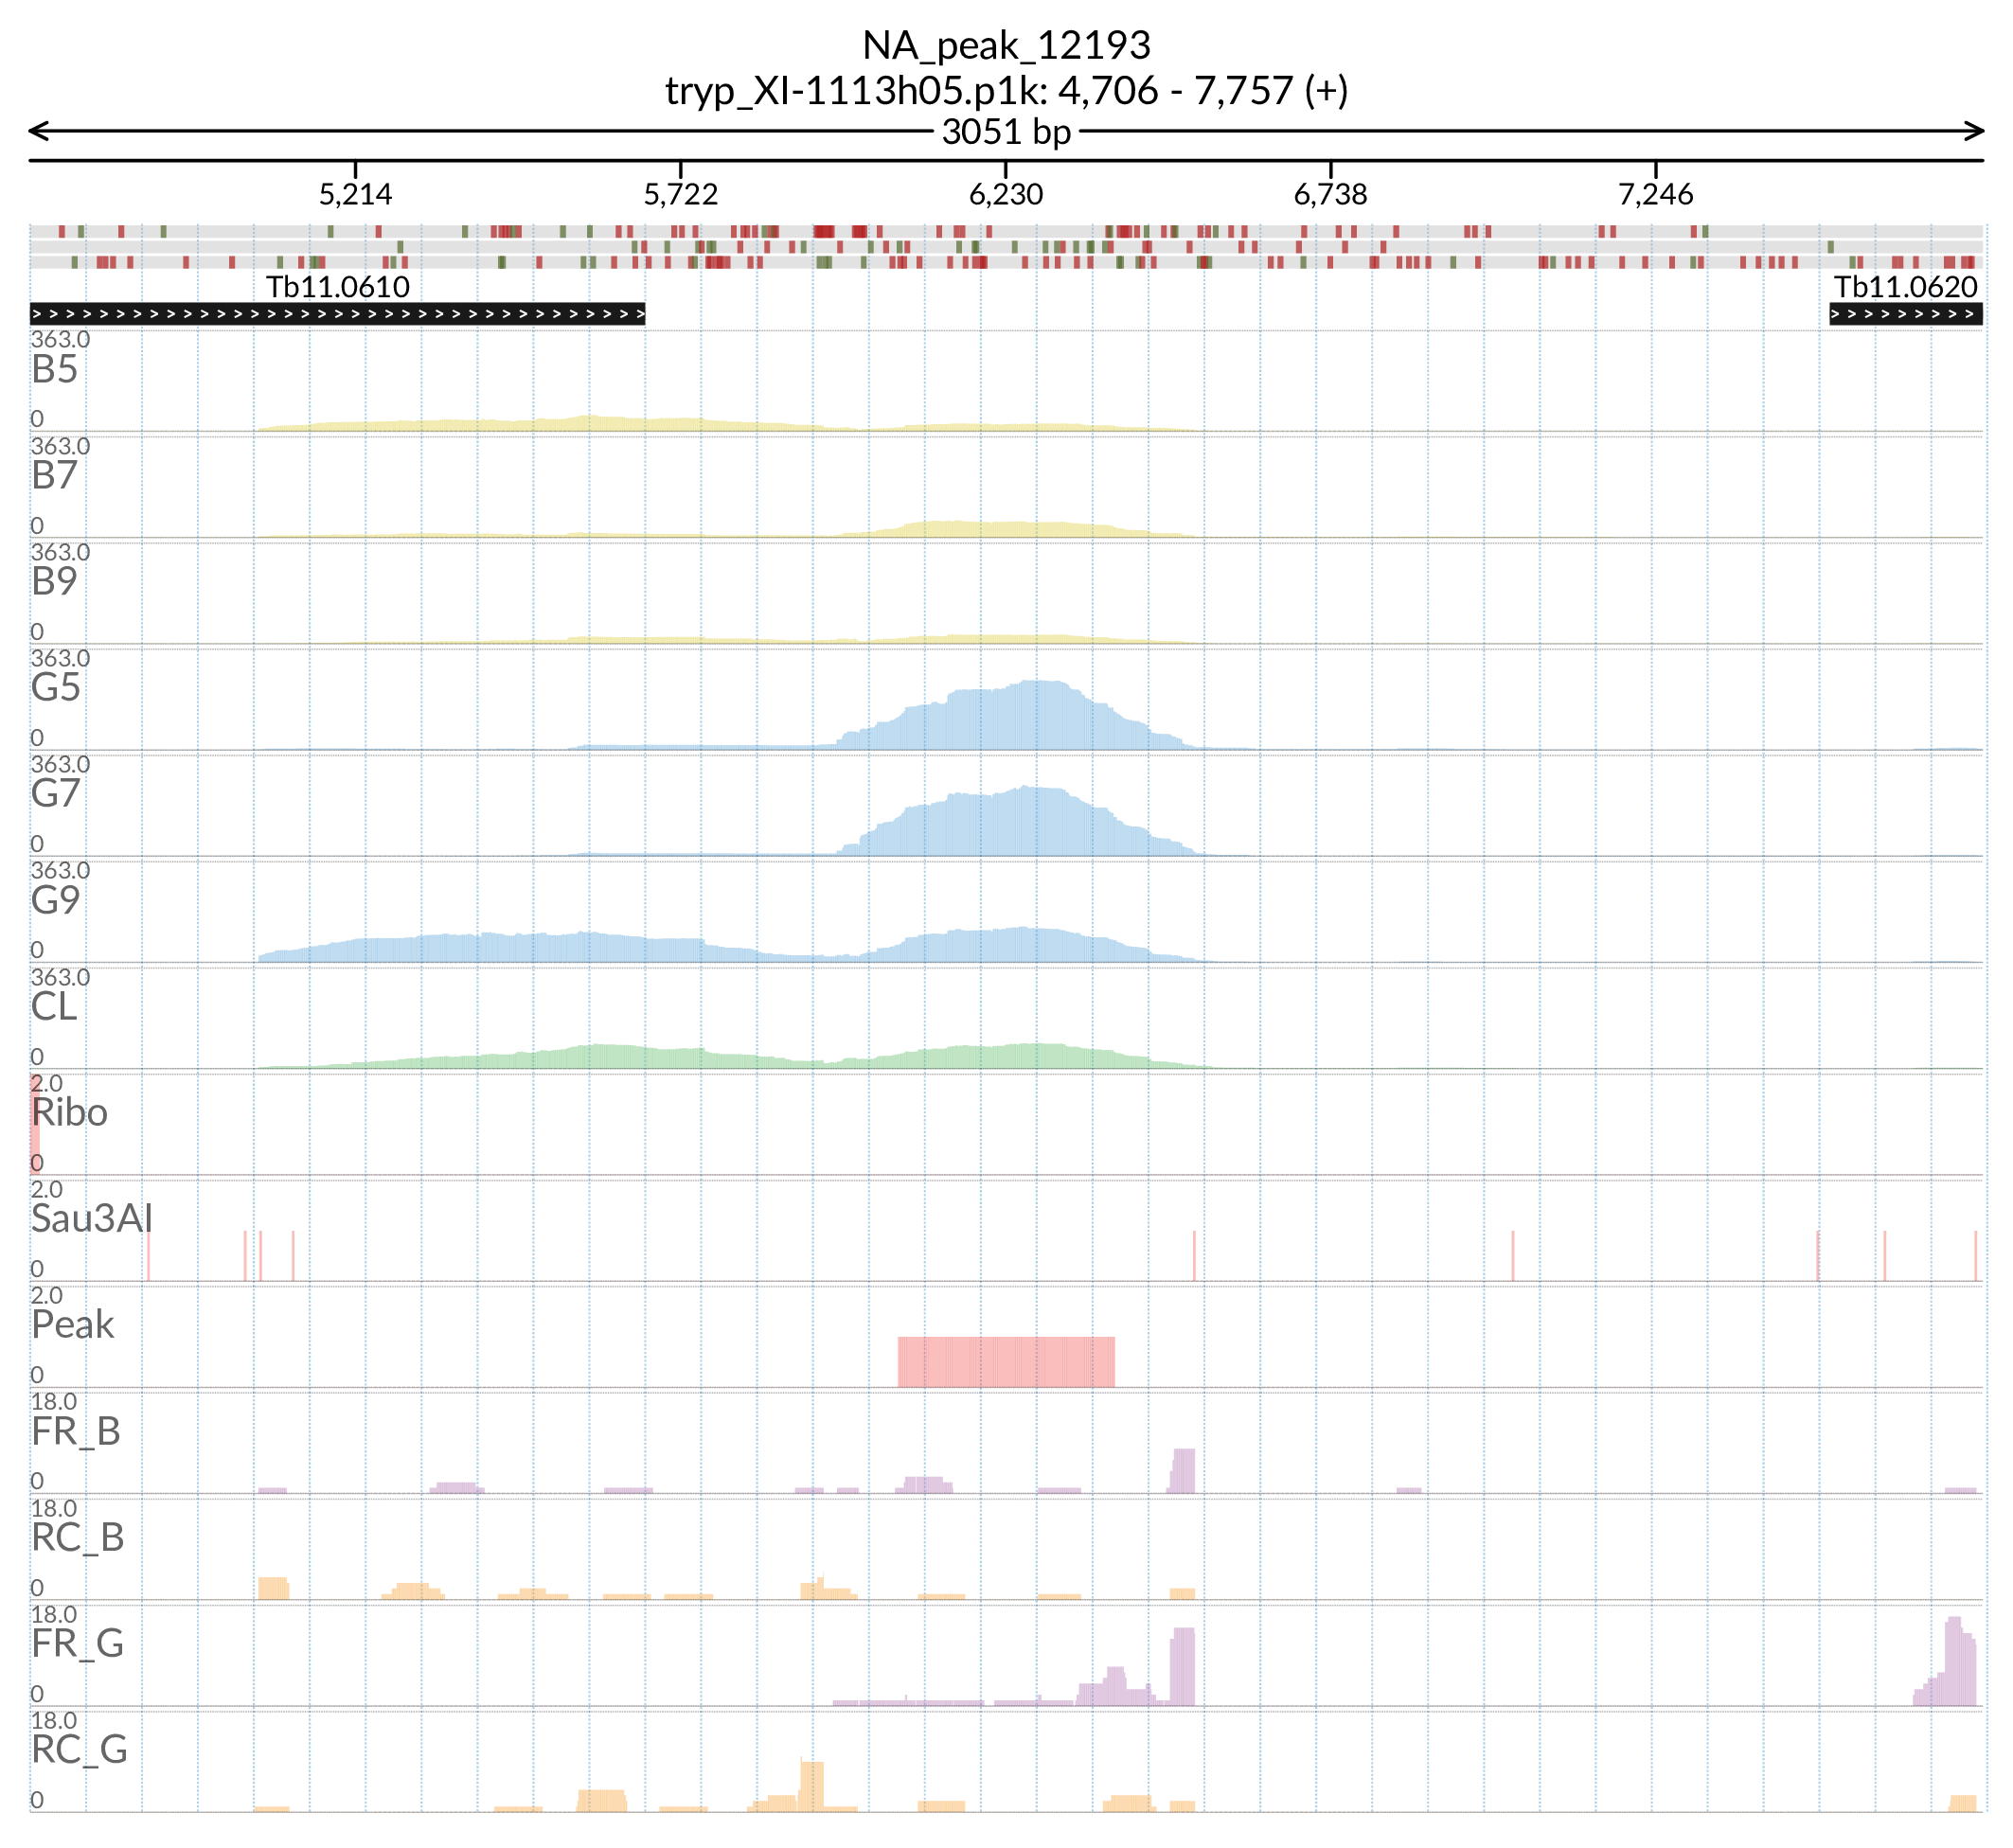 NA_peak_12193
tryp_XI-1113h05.p1k: 4,706 - 7,757 (+)
3051 bp
5,214 5,722 6,230 6,738 7,246
Tb11.0610 Tb11.0620
363.0
B5
0
363.0
B7
0
363.0
B9
0
363.0
G5
0
363.0
G7
0
363.0
G9
0
363.0
CL
0
2.0
Ribo
0
2.0
Sau3AI
0
2.0
Peak
0
18.0
FR_B
0
18.0
RC_B
0
18.0
FR_G
0
18.0
RC_G
0